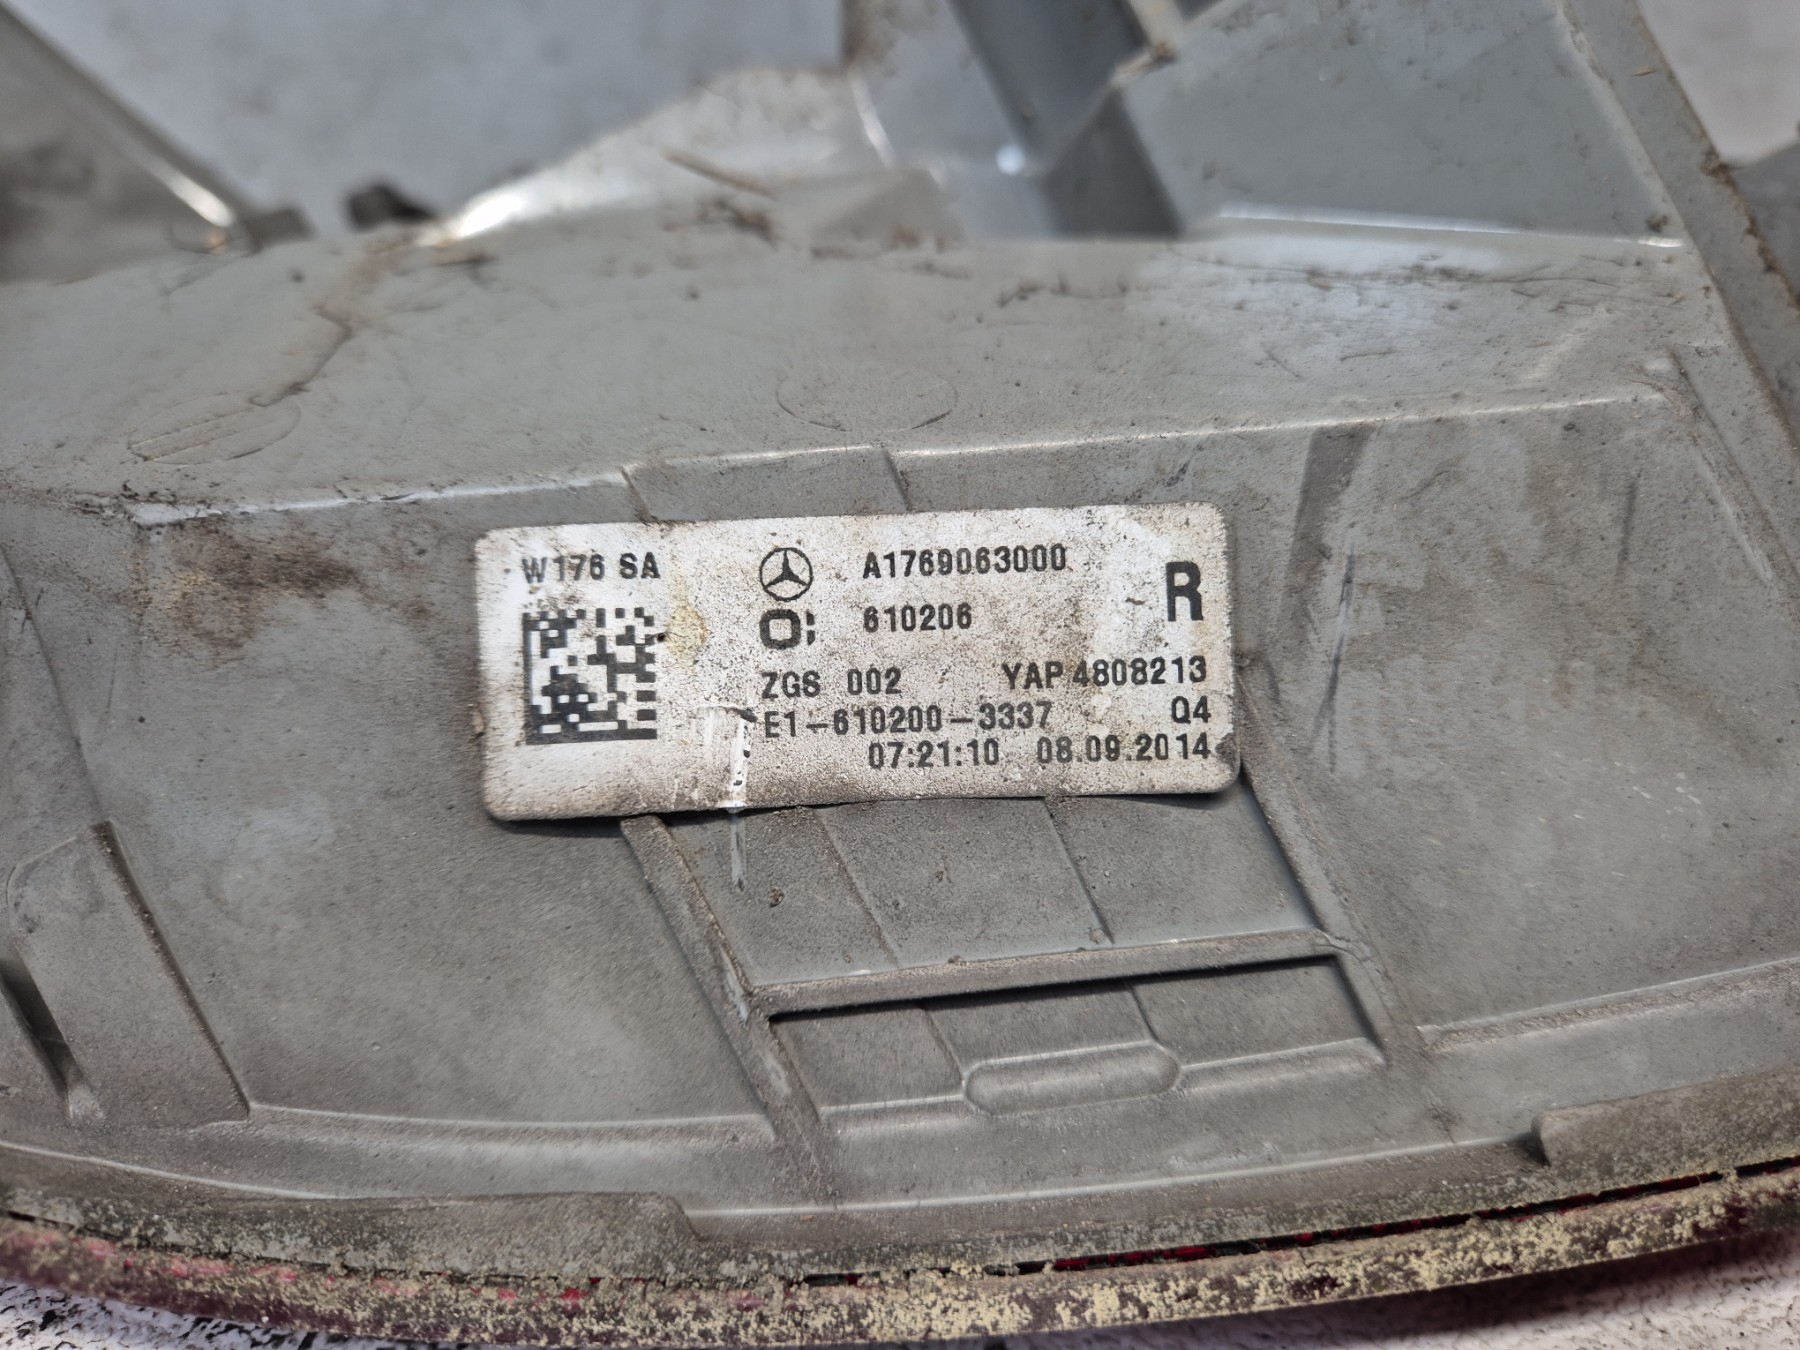 W176 SA
A1769063000
R
610206
ZGS 002 YAP 4808213
E1-610200-3337 Q4
07:21:10 08.09.2014